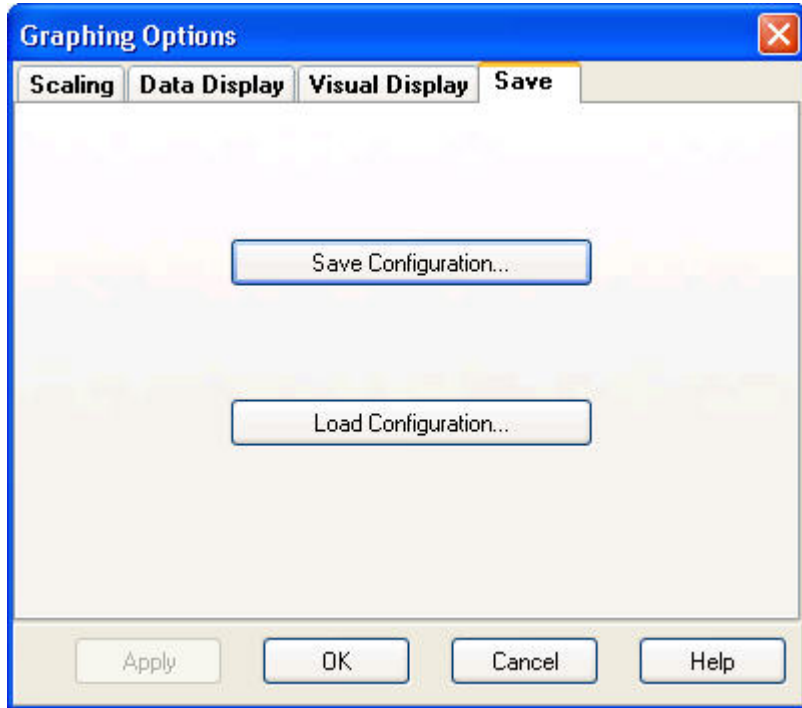 Graphing Options
Scaling Data Display Visual Display Save
Save Configuration...
Load Configuration...
Apply OK Cancel Help